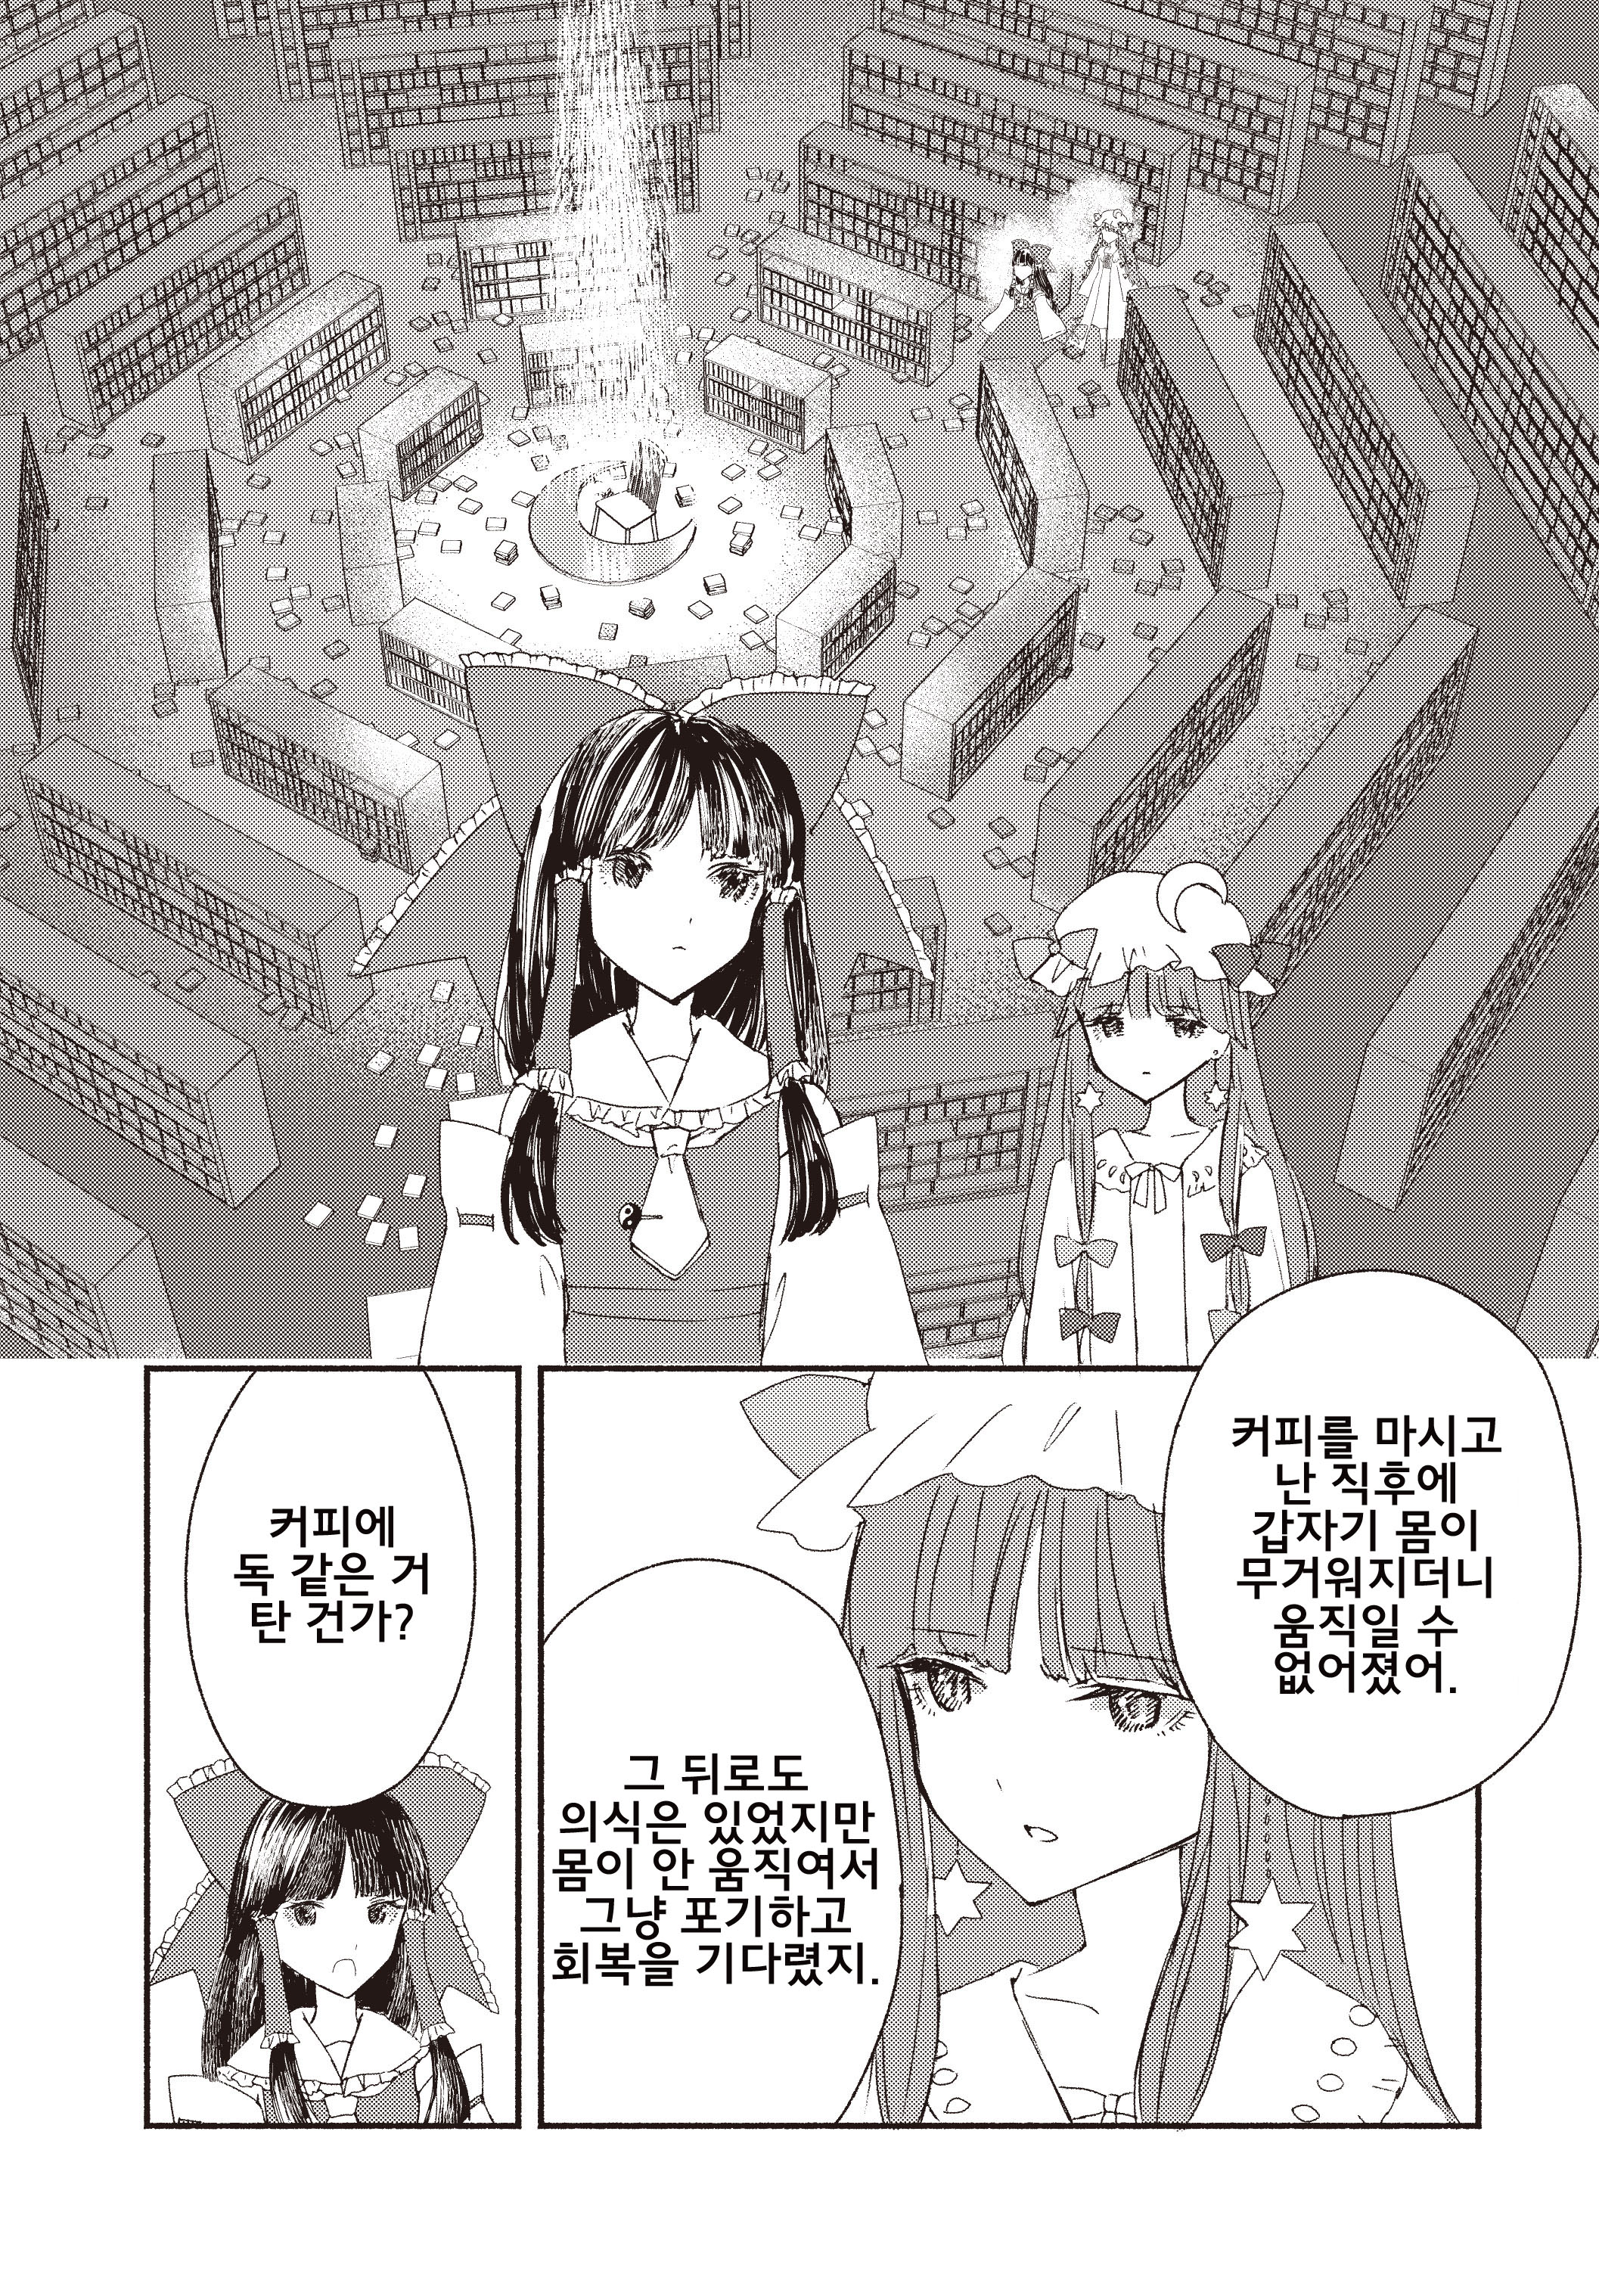 커피를 마시고
난 직후에
갑자기 몸이
무거워지더니
움직일 수
없어졌어.
그 뒤로도
의식은 있었지만
몸이 안 움직여서
그냥 포기하고
회복을 기다렸지.
커피에
독 같은 거
탄 건가?